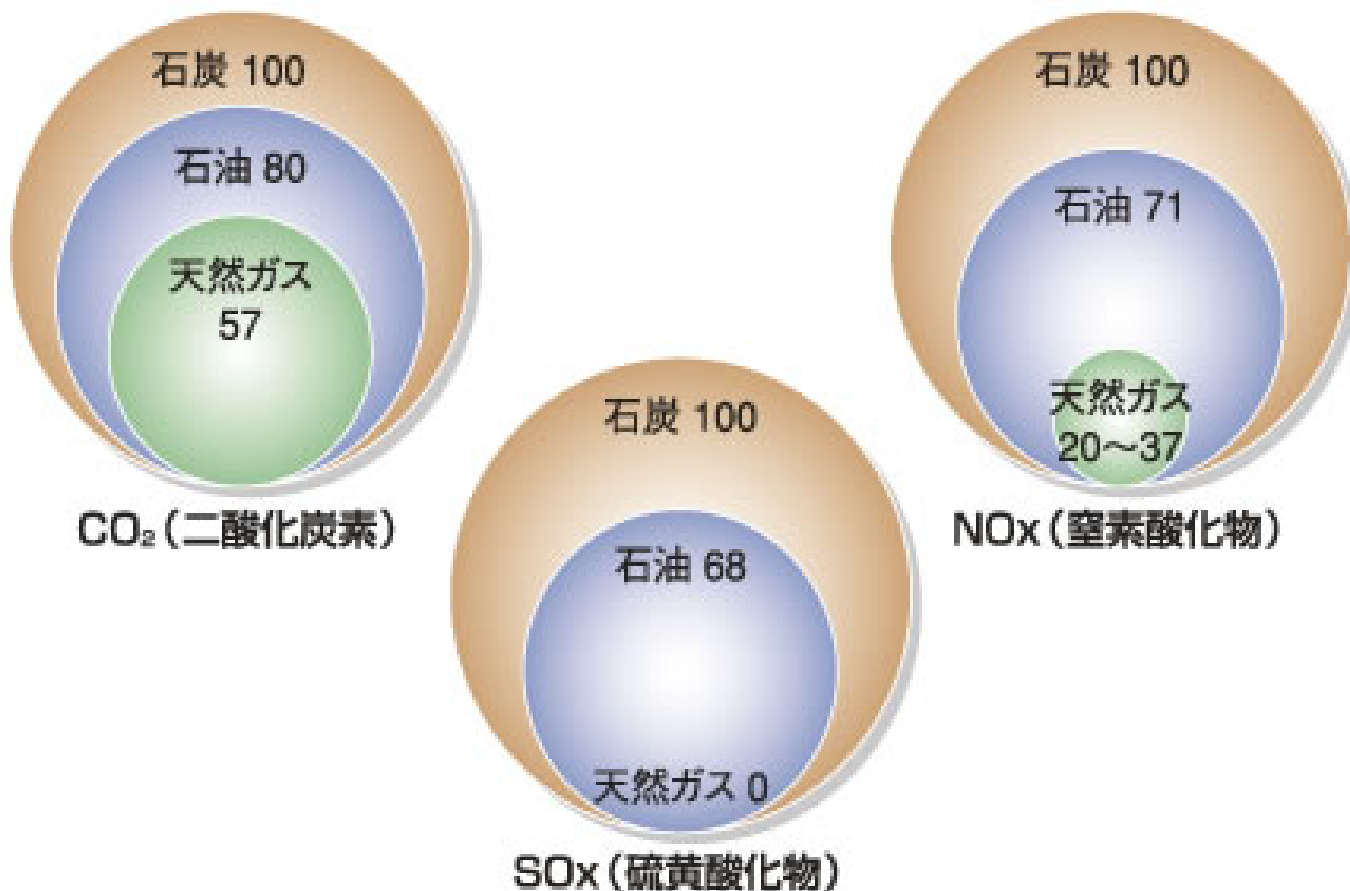 石炭 100
石油 80
天然ガス
57
CO₂（二酸化炭素）
石炭 100
石油 71
天然ガス
20～37
NOx（窒素酸化物）
石炭 100
石油 68
天然ガス 0
SOx（硫黄酸化物）